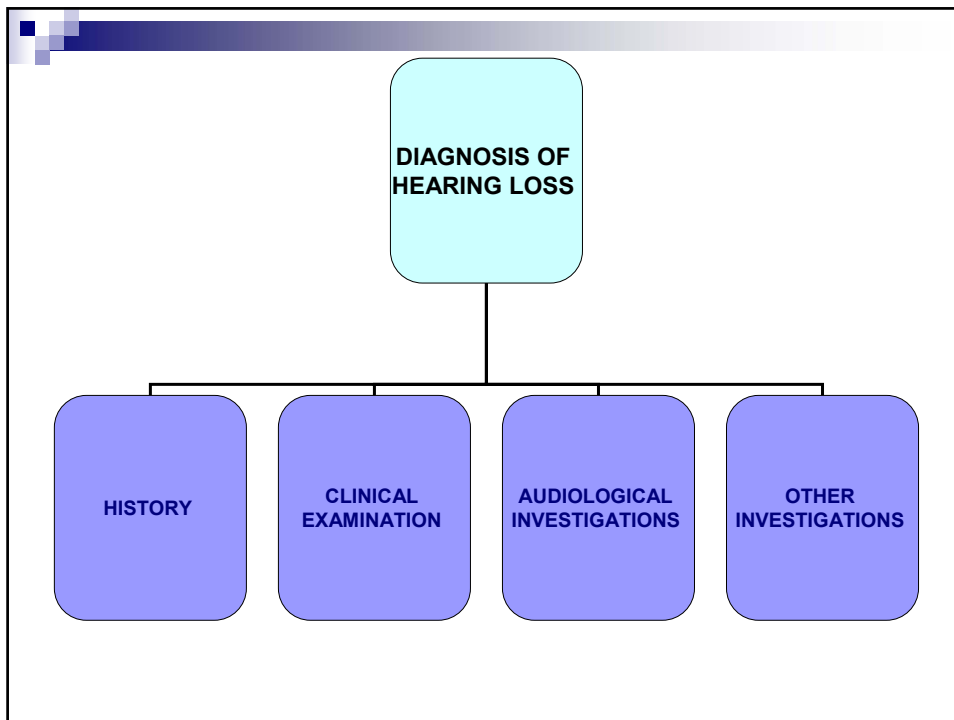 DIAGNOSIS OF
HEARING LOSS
HISTORY
CLINICAL
EXAMINATION
AUDIOLOGICAL
INVESTIGATIONS
OTHER
INVESTIGATIONS